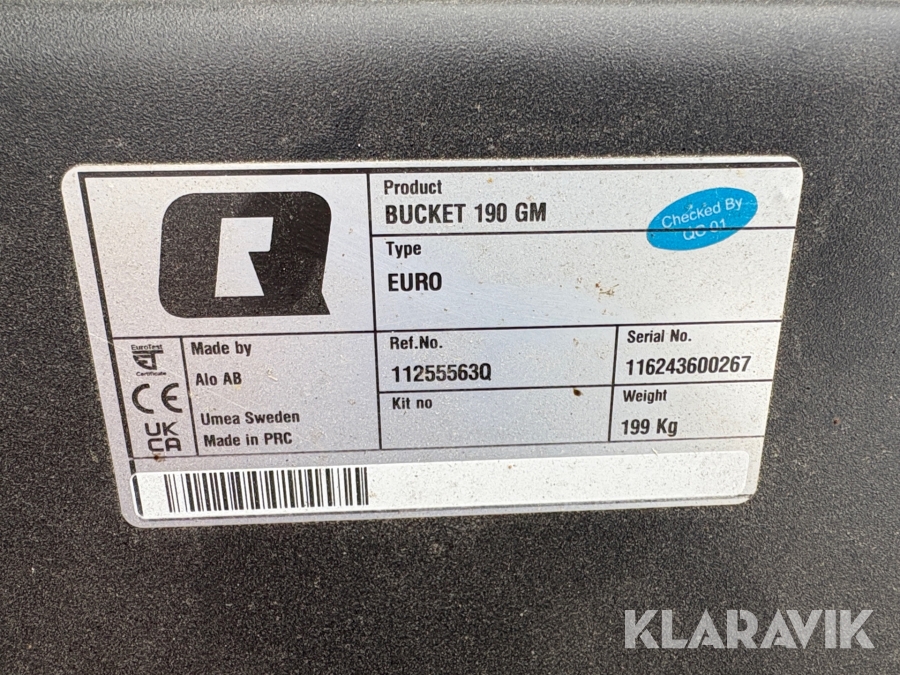 Product
BUCKET 190 GM
Checked By
QC 01
Type
EURO
EuroTest
Certificate
CE
UK
CA
Made by
Alo AB
Umea Sweden
Made in PRC
Ref.No.
11255563Q
Serial No.
116243600267
Kit no
Weight
199 Kg
KLARAVIK